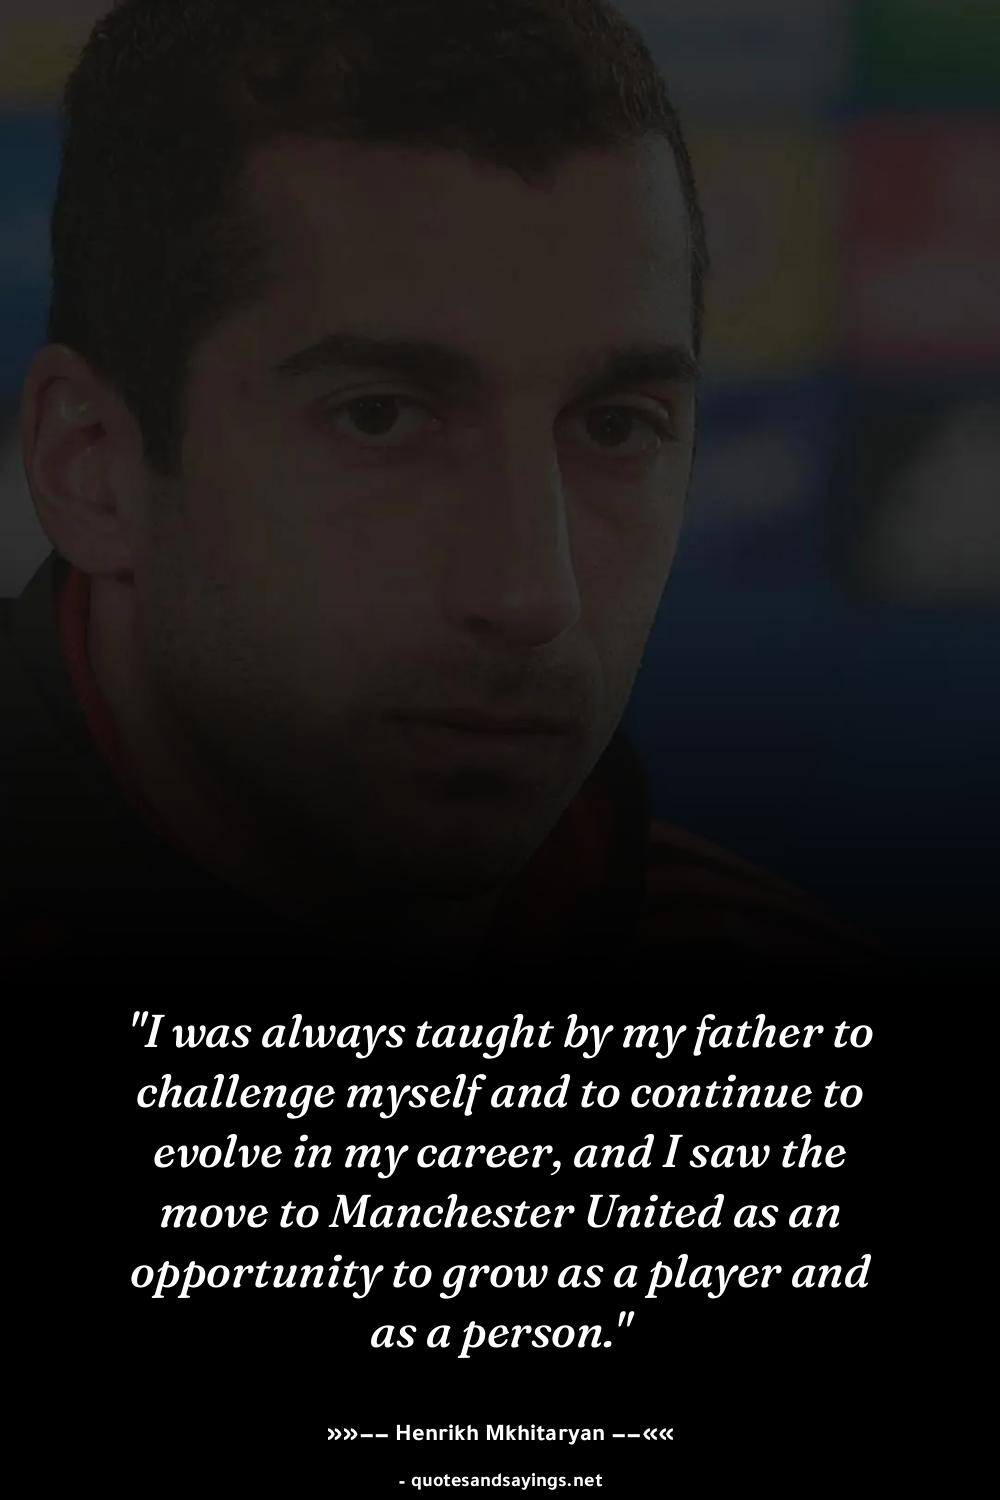 "I was always taught by my father to
challenge myself and to continue to
evolve in my career, and I saw the
move to Manchester United as an
opportunity to grow as a player and
as a person."
»»–– Henrikh Mkhitaryan ––««
- quotesandsayings.net